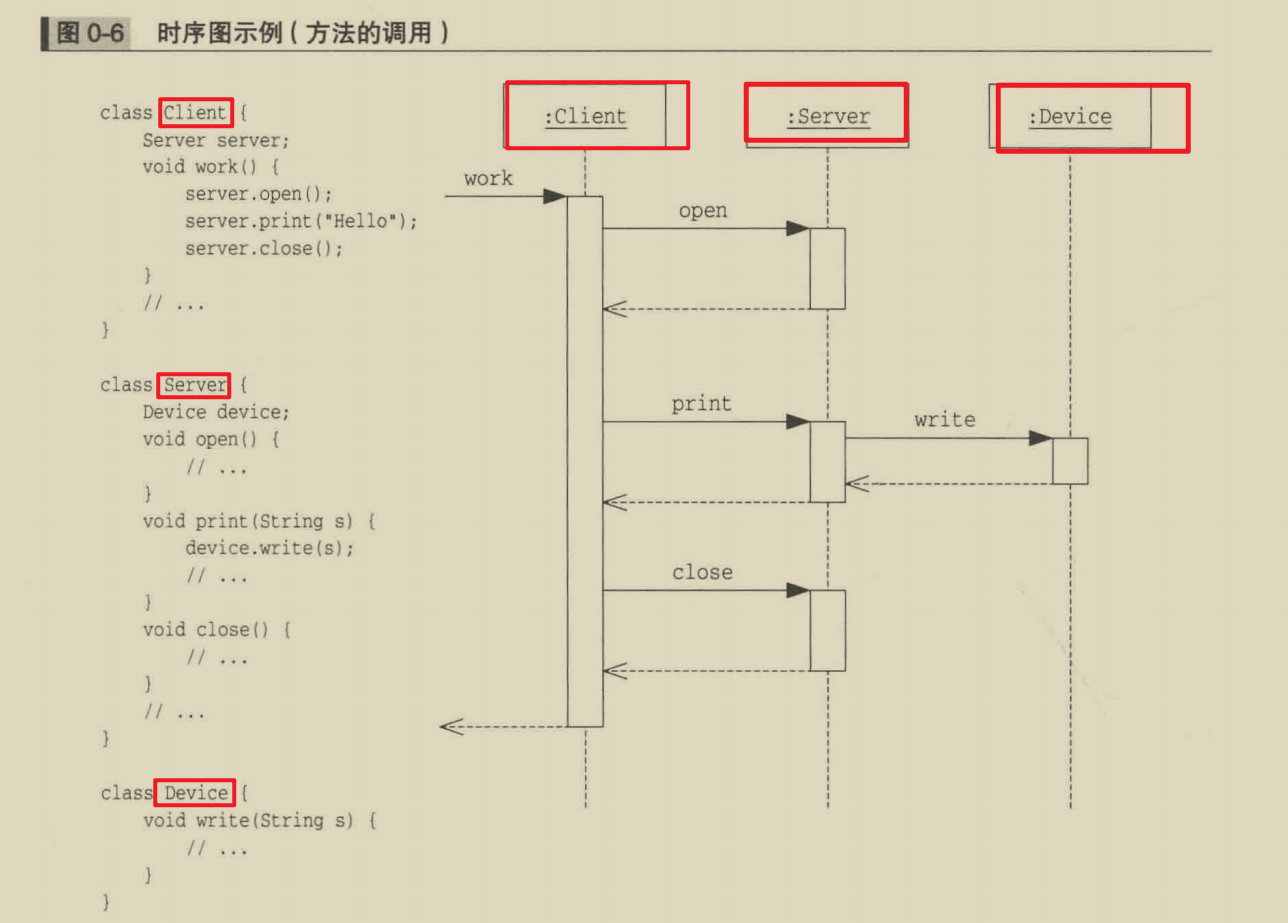 图 0-6 时序图示例（方法的调用）
class Client {
    Server server;
    void work() {
        server.open();
        server.print("Hello");
        server.close();
    }
    // ...
}
class Server {
    Device device;
    void open() {
        // ...
    }
    void print(String s) {
        device.write(s);
        // ...
    }
    void close() {
        // ...
    }
    // ...
}
class Device {
    void write(String s) {
        // ...
    }
}
:Client
:Server
:Device
work
open
print
write
close